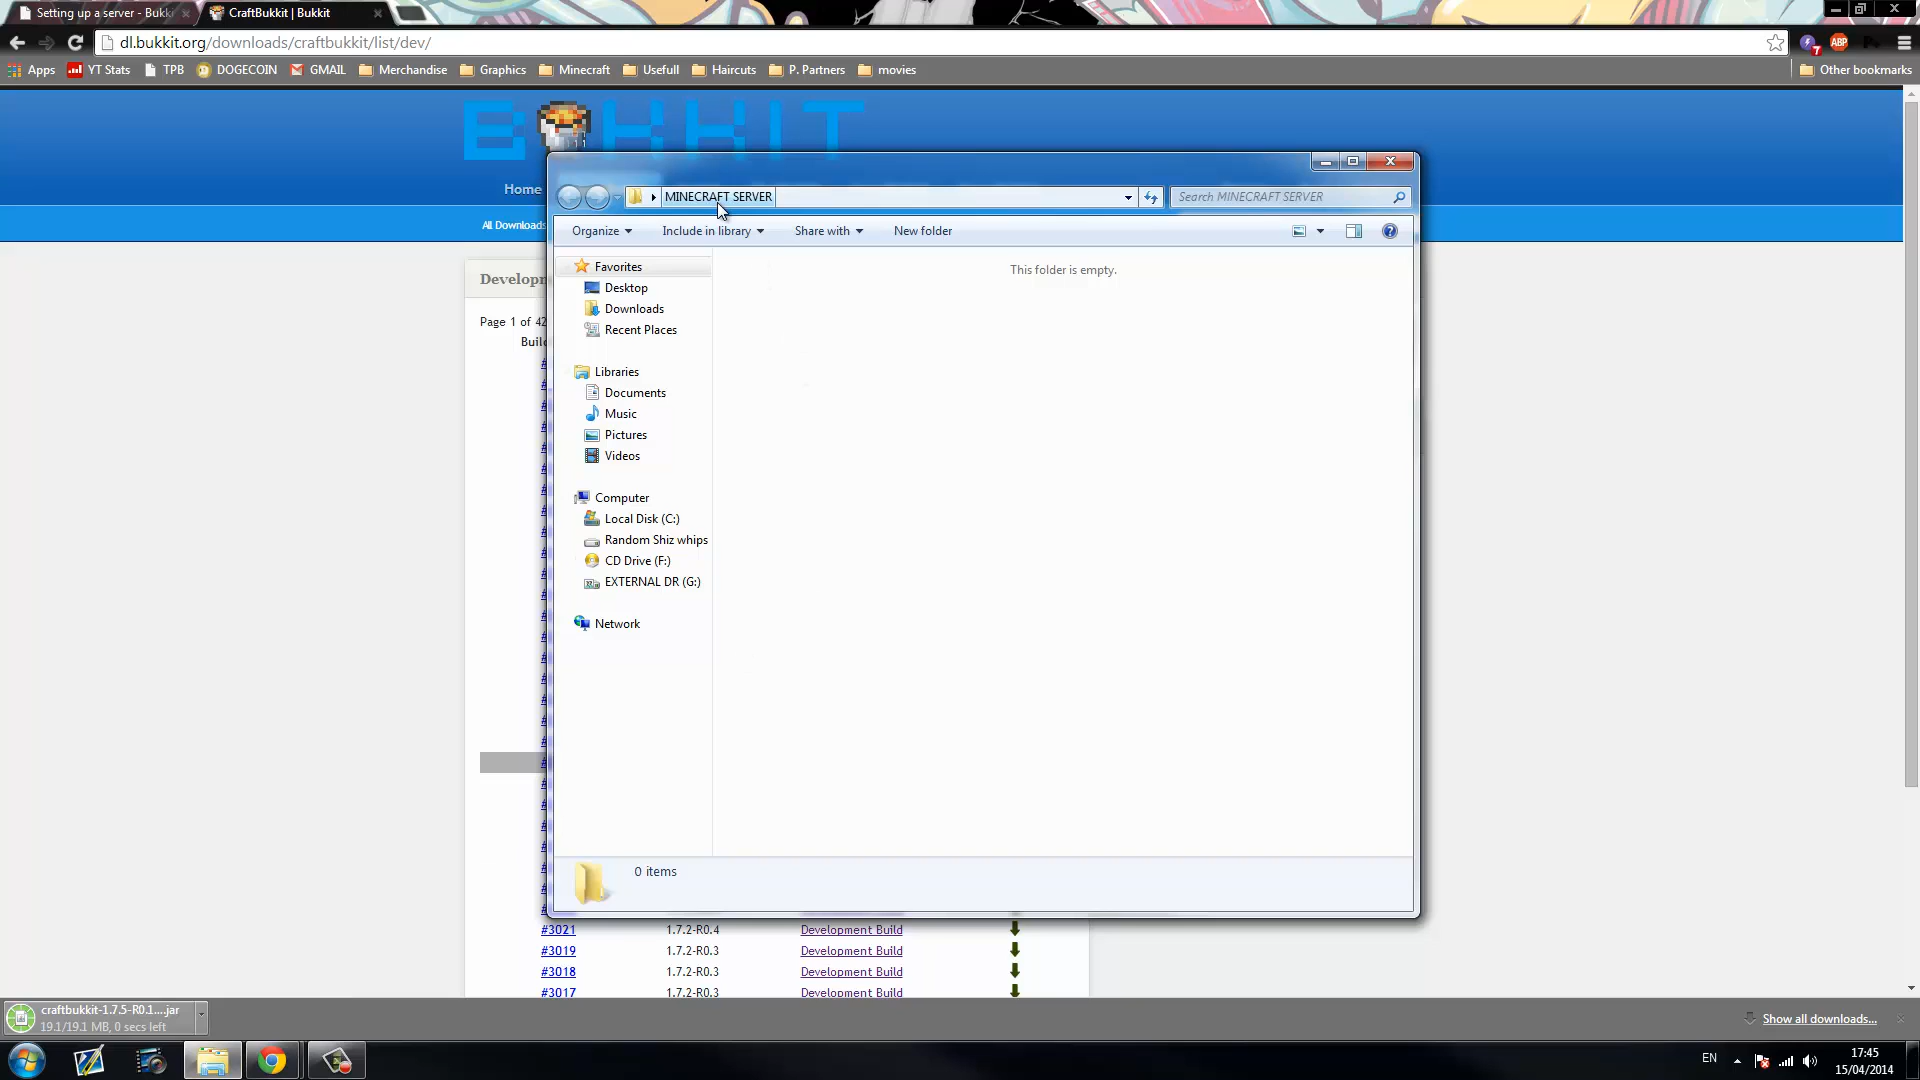 Setting up a server - Bukki
CraftBukkit | Bukkit
dl.bukkit.org/downloads/craftbukkit/list/dev/
7
ABP
Apps
YT Stats
TPB
DOGECOIN
GMAIL
Merchandise
Graphics
Minecraft
Usefull
Haircuts
P. Partners
movies
Other bookmarks
BUKKIT
Home
All Downloads
Developm
Page 1 of 42
Build
MINECRAFT SERVER
Search MINECRAFT SERVER
Organize
Include in library
Share with
New folder
Favorites
Desktop
Downloads
Recent Places
Libraries
Documents
Music
Pictures
Videos
Computer
Local Disk (C:)
Random Shiz whips
CD Drive (F:)
EXTERNAL DR (G:)
Network
This folder is empty.
0 items
#3021 1.7.2-R0.4 Development Build
#3019 1.7.2-R0.3 Development Build
#3018 1.7.2-R0.3 Development Build
#3017 1.7.2-R0.3 Development Build
craftbukkit-1.7.5-R0.1....jar
19.1/19.1 MB, 0 secs left
Show all downloads...
EN
17:45
15/04/2014